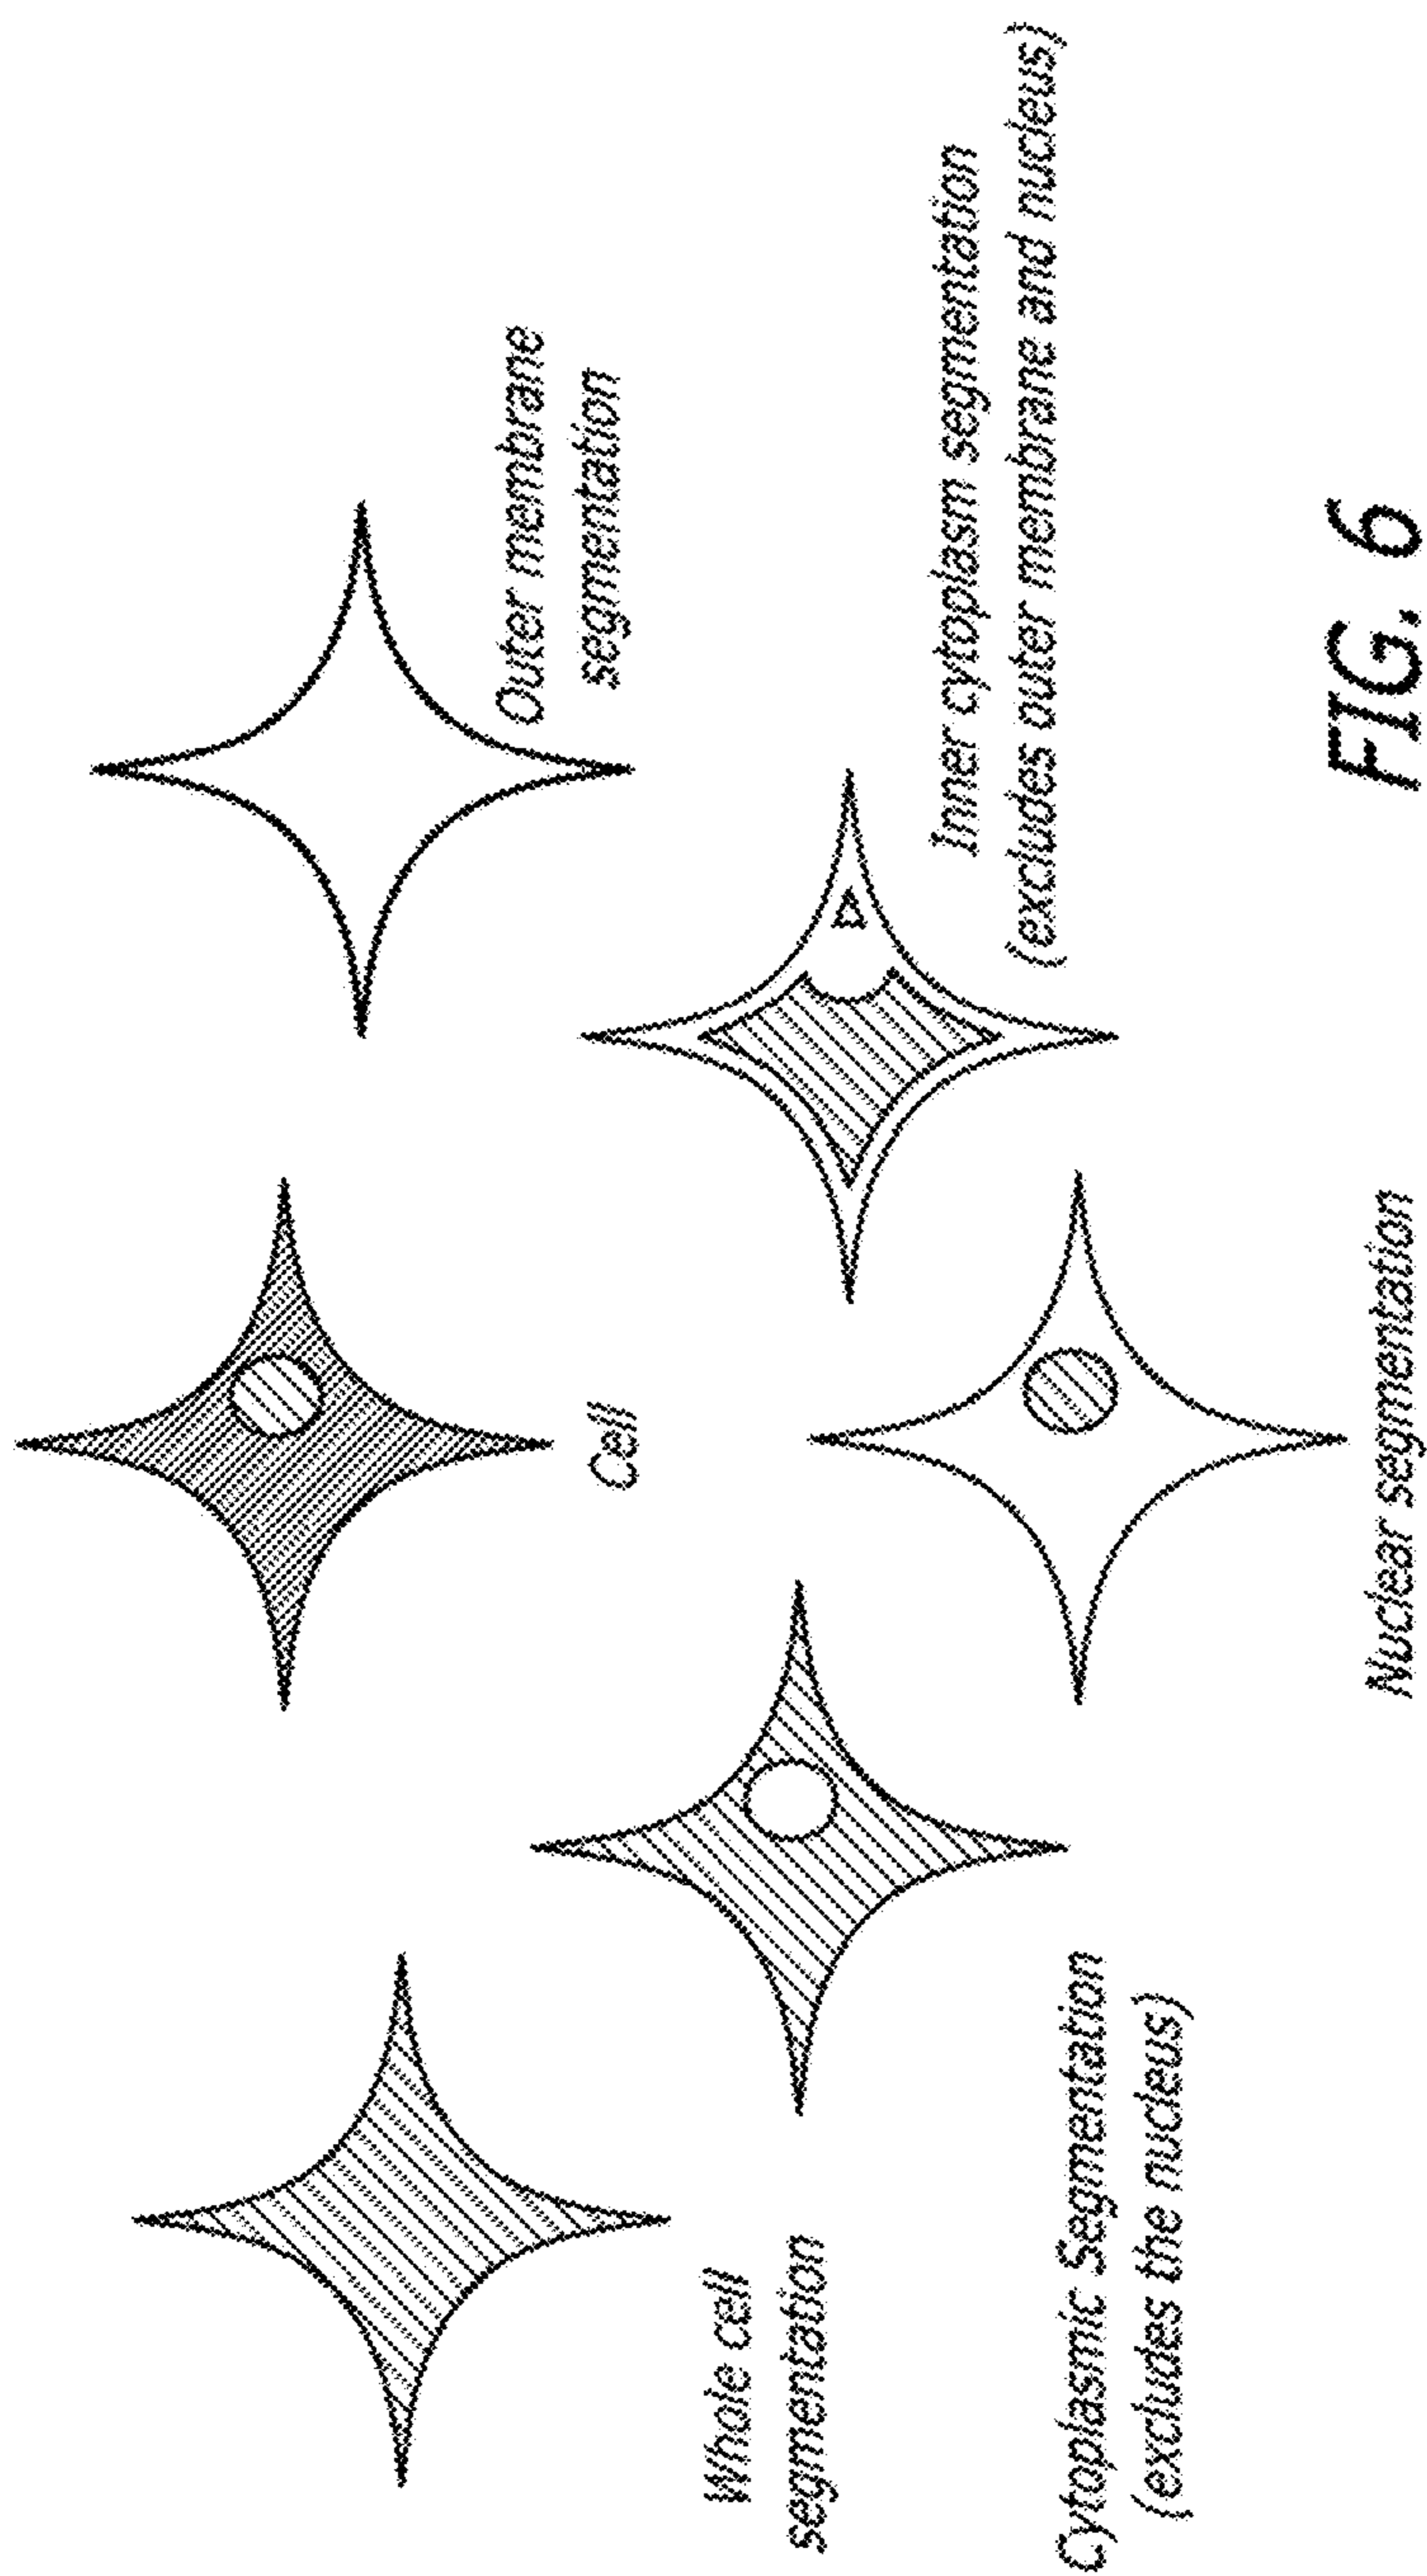 Cell
Outer membrane
segmentation
Whole cell
segmentation
Inner cytoplasm segmentation
(excludes outer membrane and nucleus)
Cytoplasmic Segmentation
(excludes the nucleus)
Nuclear segmentation
FIG. 6